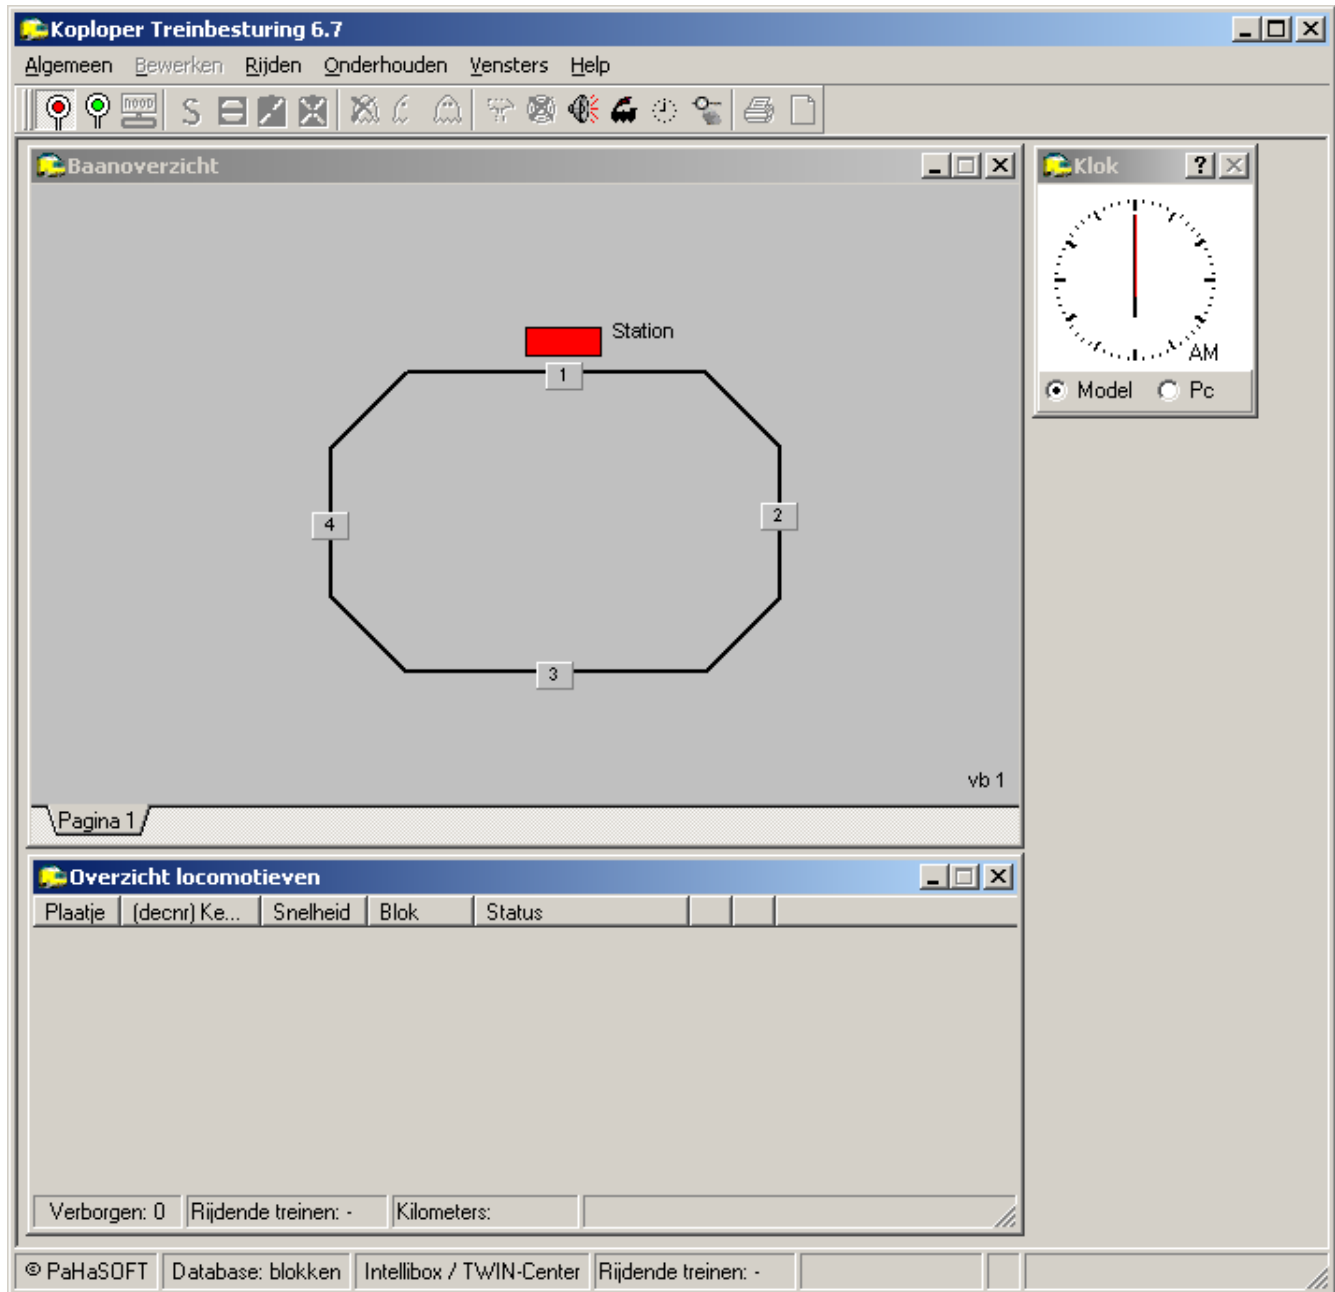 Koploper Treinbesturing 6.7
Algemeen Bewerken Rijden Onderhouden Vensters Help
NOOD S
Baanoverzicht
Klok ?
Station
1
AM
Model Pc
4
2
3
vb 1
Pagina 1
Overzicht locomotieven
Plaatje (decnr) Ke... Snelheid Blok Status
Verborgen: 0 Rijdende treinen: - Kilometers:
© PaHaSOFT Database: blokken Intellibox / TWIN-Center Rijdende treinen: -